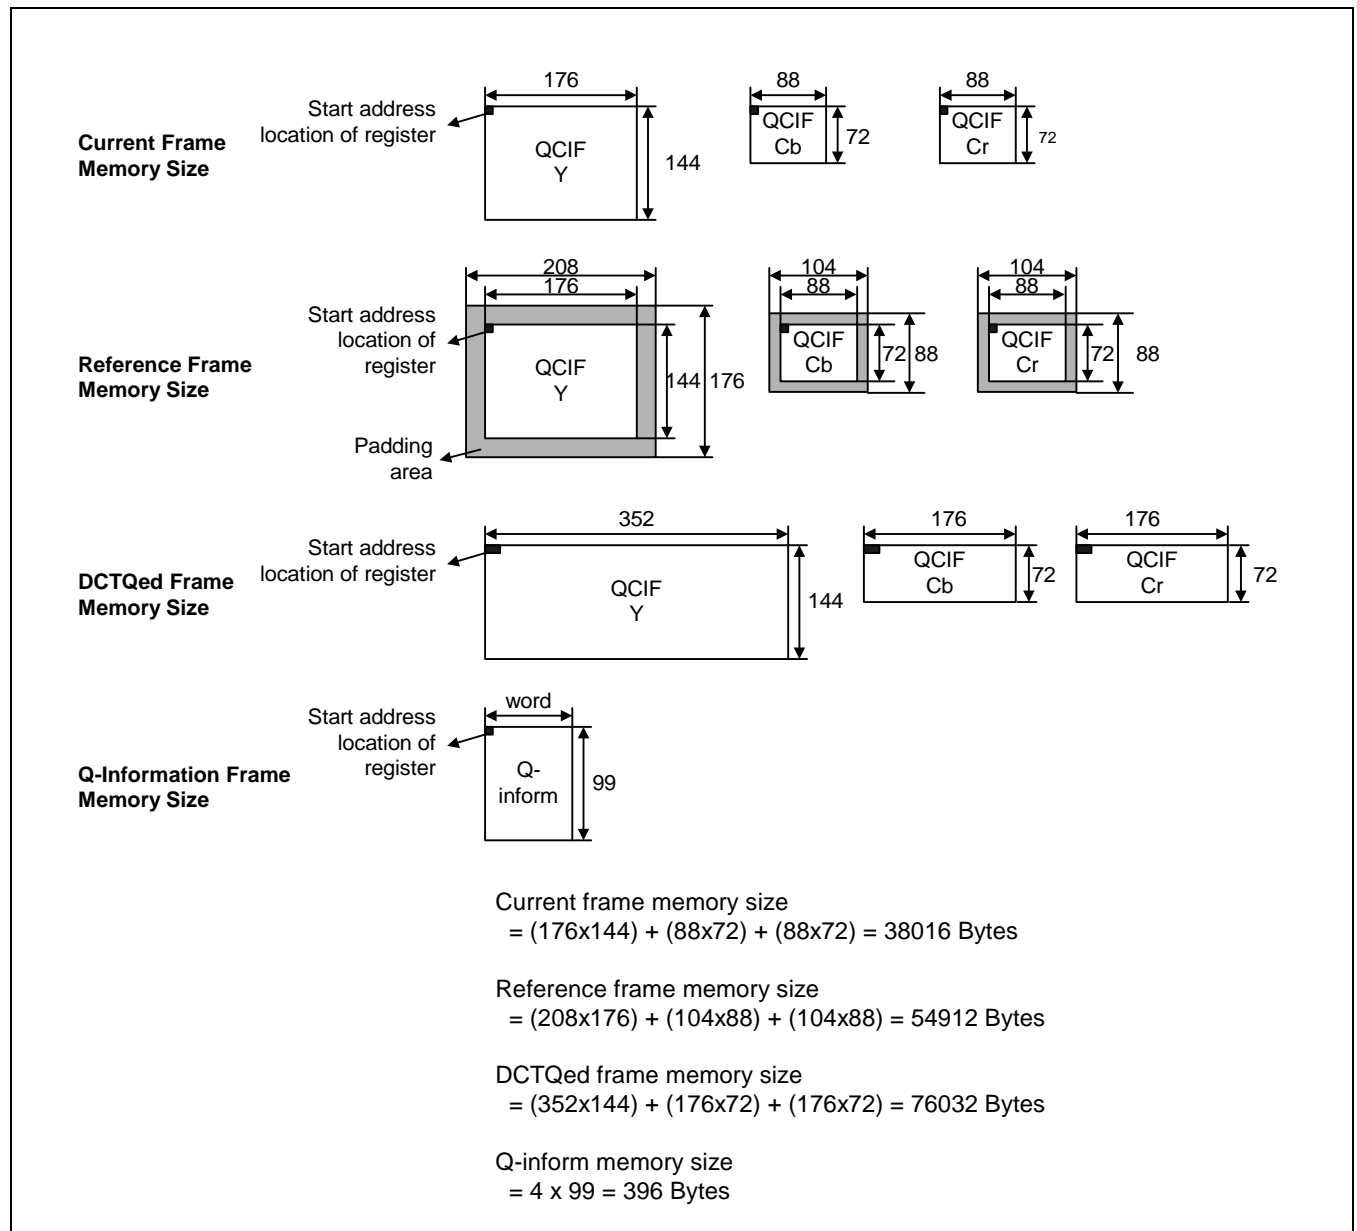 176
88
88
Start address
location of register
Current Frame
Memory Size
QCIF
Y
144
QCIF
Cb
72
QCIF
Cr
72
208
176
104
88
104
88
Start address
location of
register
Reference Frame
Memory Size
QCIF
Y
144
176
QCIF
Cb
72
88
QCIF
Cr
72
88
Padding
area
352
176
176
Start address
location of register
DCTQed Frame
Memory Size
QCIF
Y
144
QCIF
Cb
72
QCIF
Cr
72
word
Start address
location of
register
Q-Information Frame
Memory Size
Q-
inform
99
Current frame memory size
= (176x144) + (88x72) + (88x72) = 38016 Bytes
Reference frame memory size
= (208x176) + (104x88) + (104x88) = 54912 Bytes
DCTQed frame memory size
= (352x144) + (176x72) + (176x72) = 76032 Bytes
Q-inform memory size
= 4 x 99 = 396 Bytes